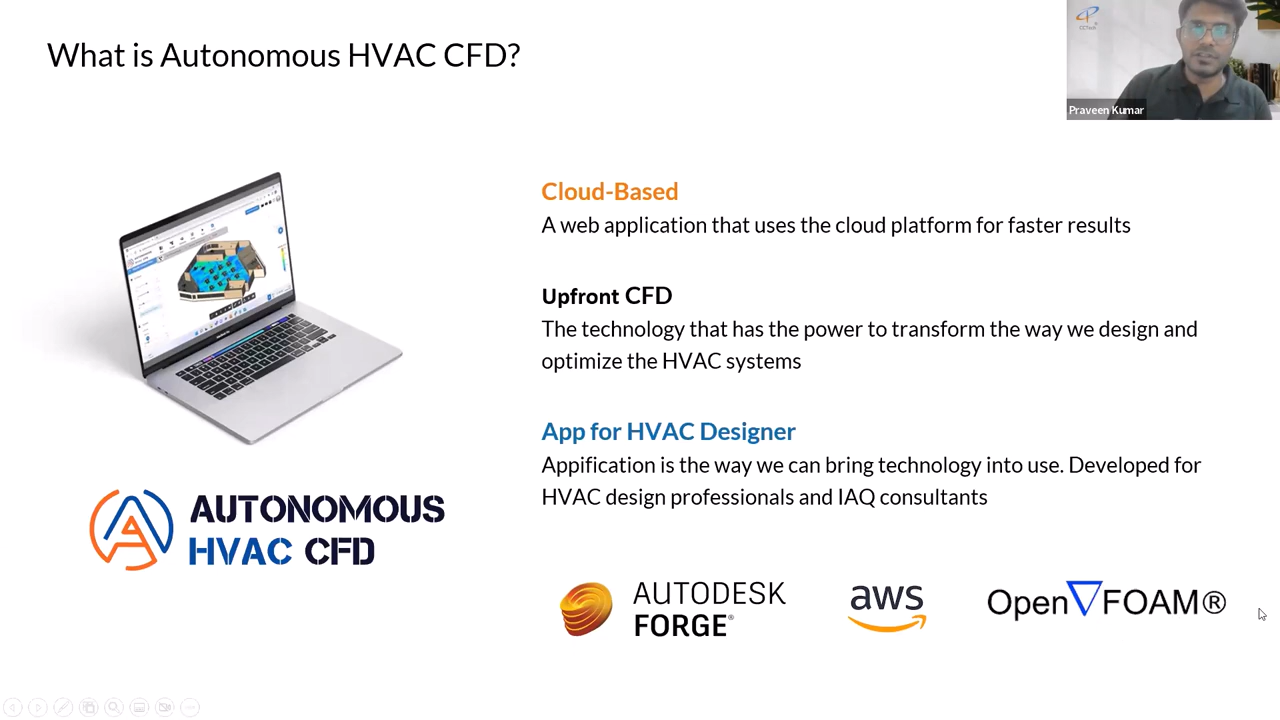 What is Autonomous HVAC CFD?
CCTech
Praveen Kumar
Cloud-Based
A web application that uses the cloud platform for faster results
Upfront CFD
The technology that has the power to transform the way we design and
optimize the HVAC systems
App for HVAC Designer
Appification is the way we can bring technology into use. Developed for
HVAC design professionals and IAQ consultants
AUTONOMOUS
HVAC CFD
AUTODESK
FORGE®
aws
Open∇FOAM®